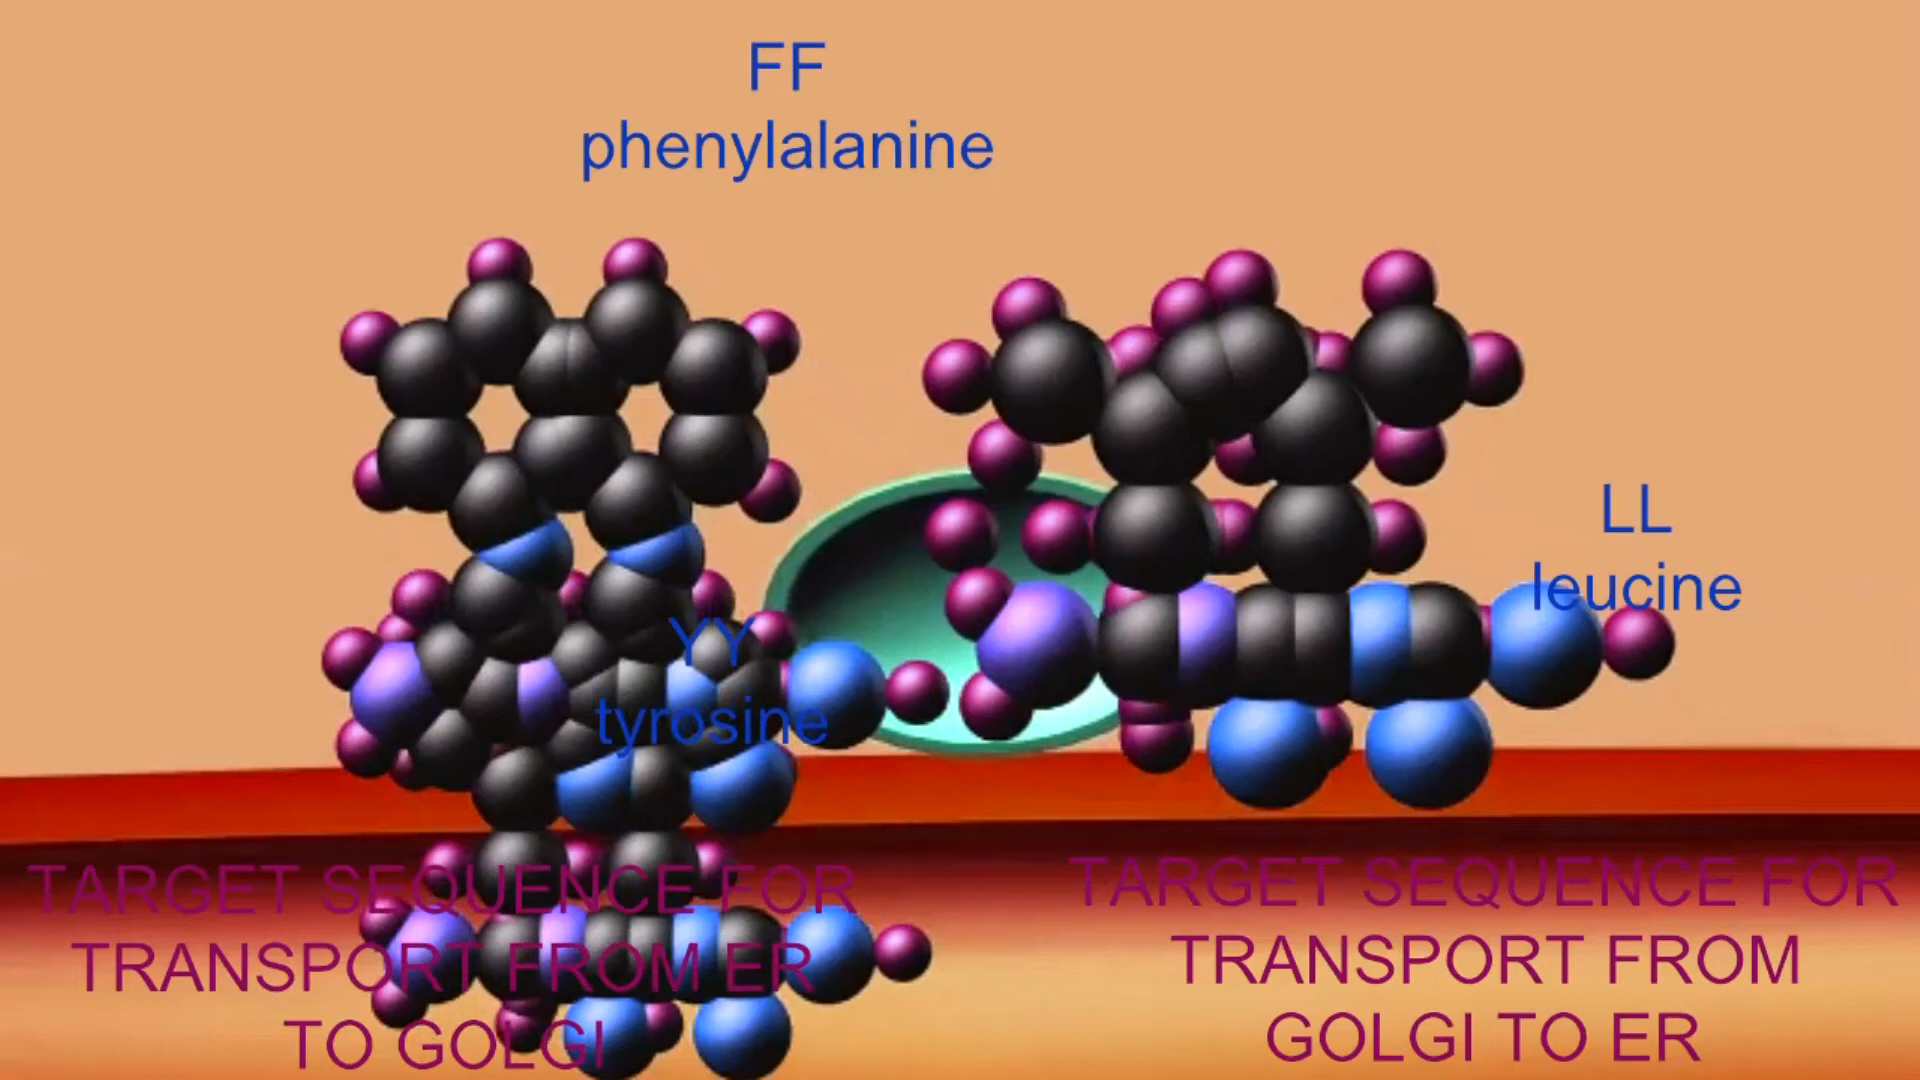 FF
phenylalanine
LL
leucine
YY
tyrosine
TARGET SEQUENCE FOR
TRANSPORT FROM ER
TO GOLGI
TARGET SEQUENCE FOR
TRANSPORT FROM
GOLGI TO ER